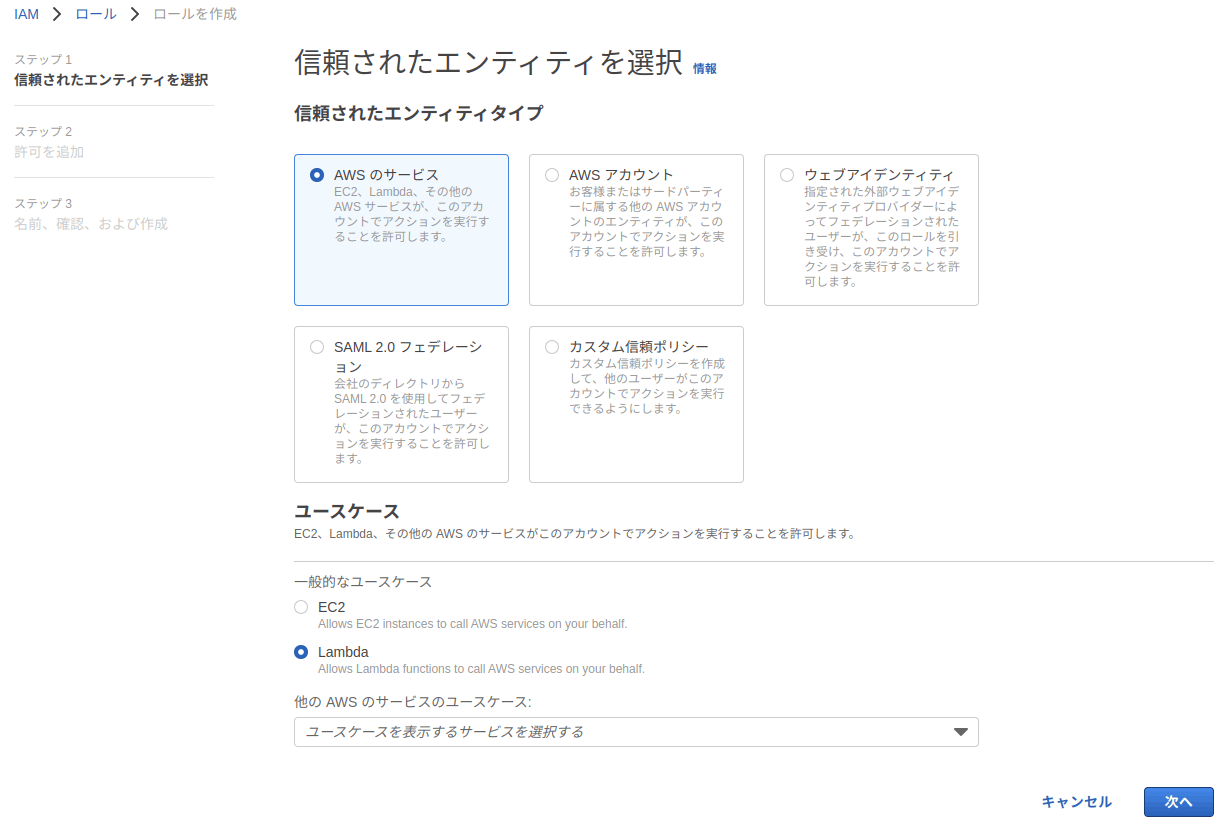 IAM > ロール > ロールを作成
ステップ 1
信頼されたエンティティを選択
ステップ 2
許可を追加
ステップ 3
名前、確認、および作成
信頼されたエンティティを選択 情報
信頼されたエンティティタイプ
AWS のサービス
EC2、Lambda、その他の
AWS サービスが、このアカ
ウントでアクションを実行す
ることを許可します。
AWS アカウント
お客様またはサードパーティ
ーに属する他の AWS アカウ
ントのエンティティが、この
アカウントでアクションを実
行することを許可します。
ウェブアイデンティティ
指定された外部ウェブアイデ
ンティティプロバイダーによ
ってフェデレーションされた
ユーザーが、このロールを引
き受け、このアカウントでア
クションを実行することを許
可します。
SAML 2.0 フェデレーシ
ョン
会社のディレクトリから
SAML 2.0 を使用してフェデ
レーションされたユーザー
が、このアカウントでアクシ
ョンを実行することを許可し
ます。
カスタム信頼ポリシー
カスタム信頼ポリシーを作成
して、他のユーザーがこのア
カウントでアクションを実行
できるようにします。
ユースケース
EC2、Lambda、その他の AWS のサービスがこのアカウントでアクションを実行することを許可します。
一般的なユースケース
EC2
Allows EC2 instances to call AWS services on your behalf.
Lambda
Allows Lambda functions to call AWS services on your behalf.
他の AWS のサービスのユースケース:
ユースケースを表示するサービスを選択する
キャンセル 次へ